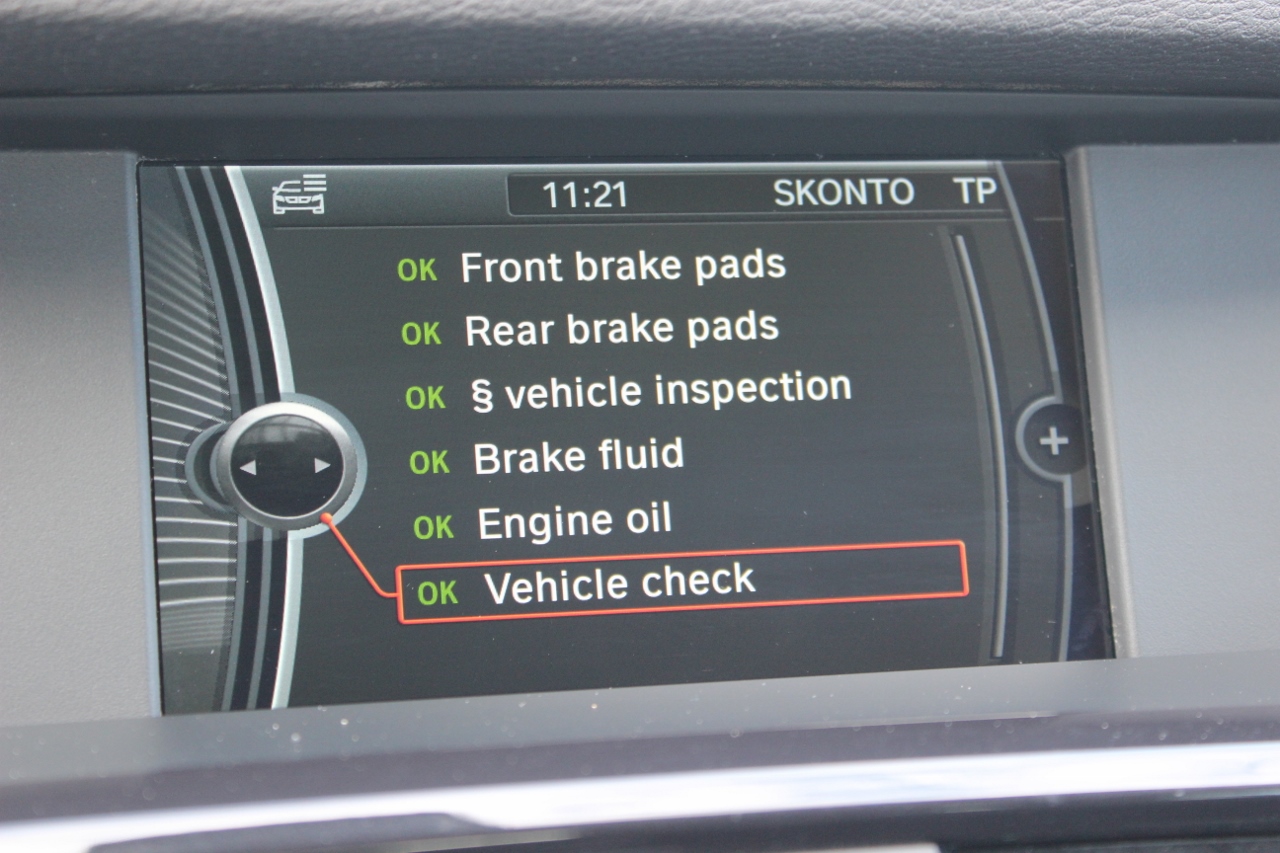 11:21 SKONTO TP
OK Front brake pads
OK Rear brake pads
OK § vehicle inspection
OK Brake fluid
OK Engine oil
OK Vehicle check